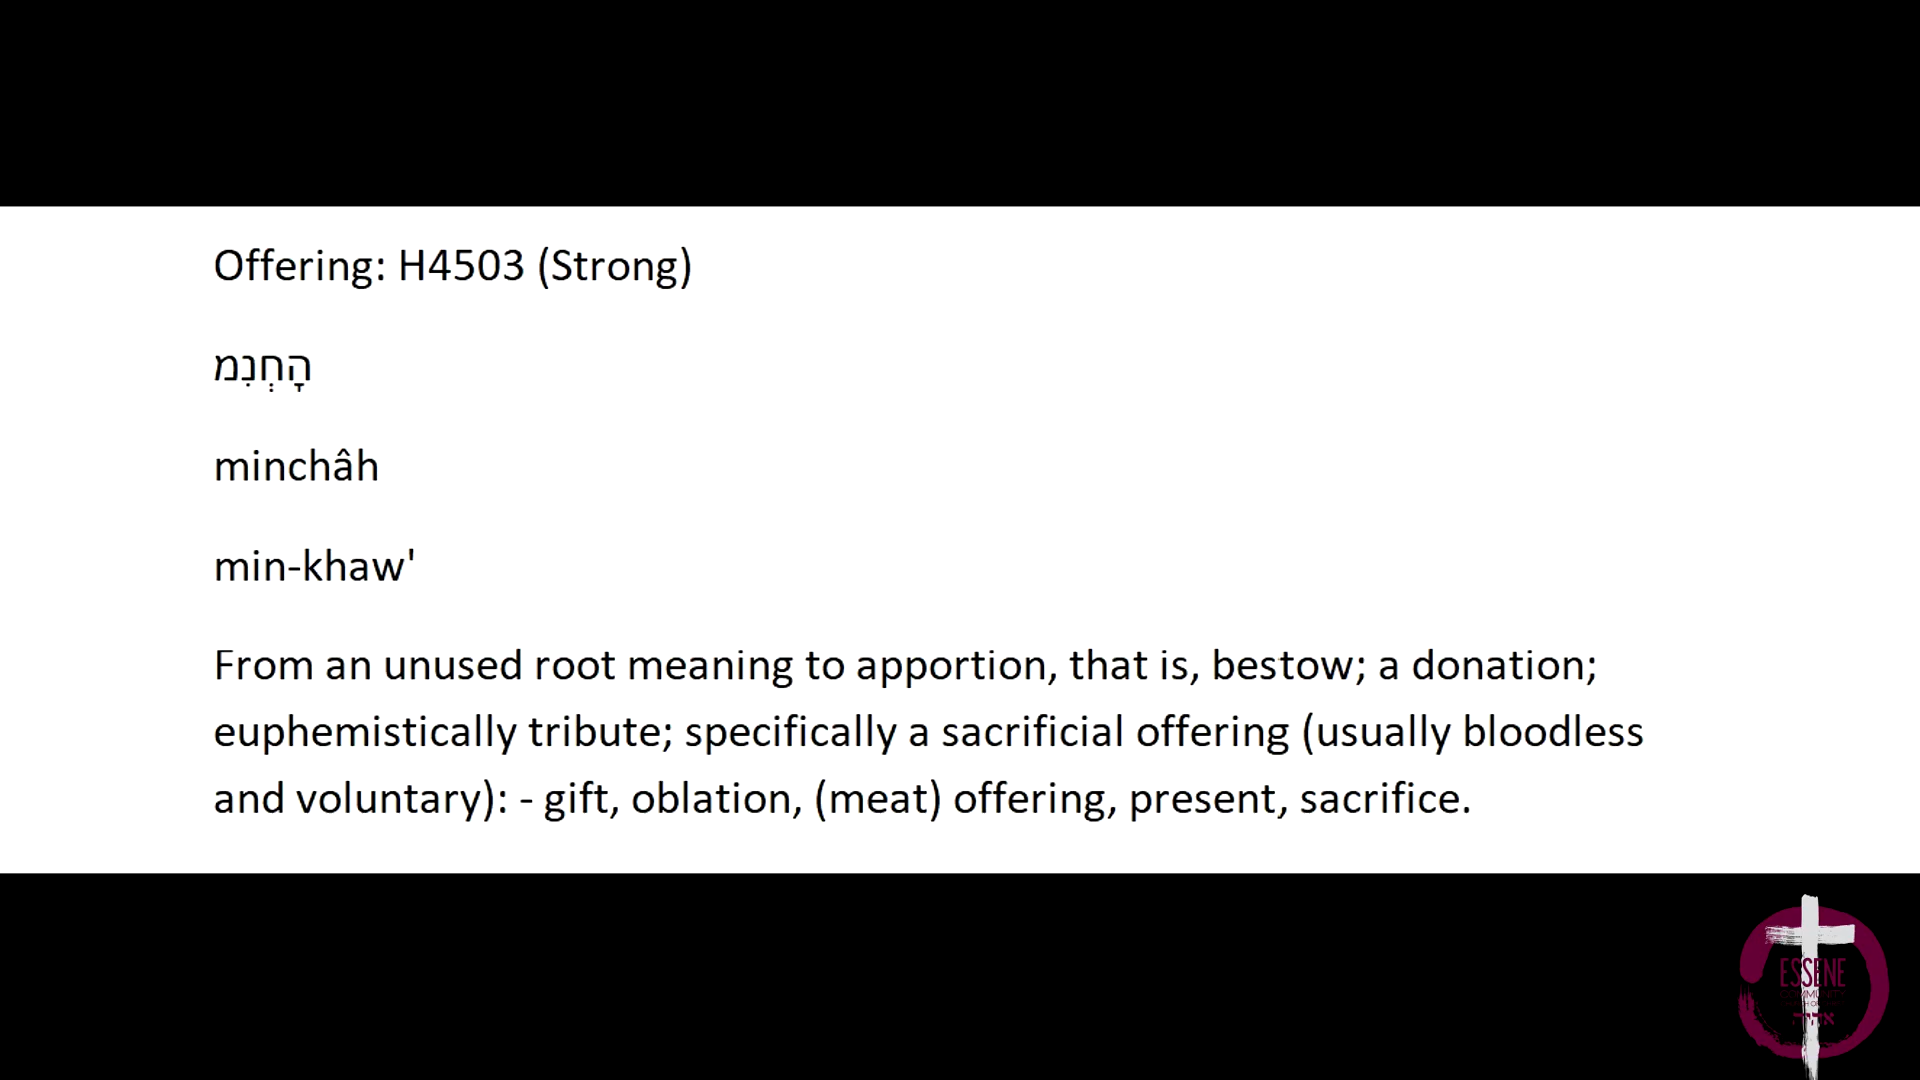 Offering: H4503 (Strong)
הָחְנִמ
minchâh
min-khaw'
From an unused root meaning to apportion, that is, bestow; a donation;
euphemistically tribute; specifically a sacrificial offering (usually bloodless
and voluntary): - gift, oblation, (meat) offering, present, sacrifice.
ESSENE
COMMUNITY